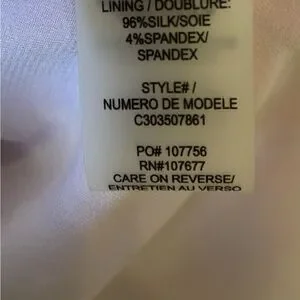 LINING / DOUBLURE:
96%SILK/SOIE
4%SPANDEX/
SPANDEX
STYLE# /
NUMERO DE MODELE
C303507861
PO# 107756
RN#107677
CARE ON REVERSE/
ENTRETIEN AU VERSO